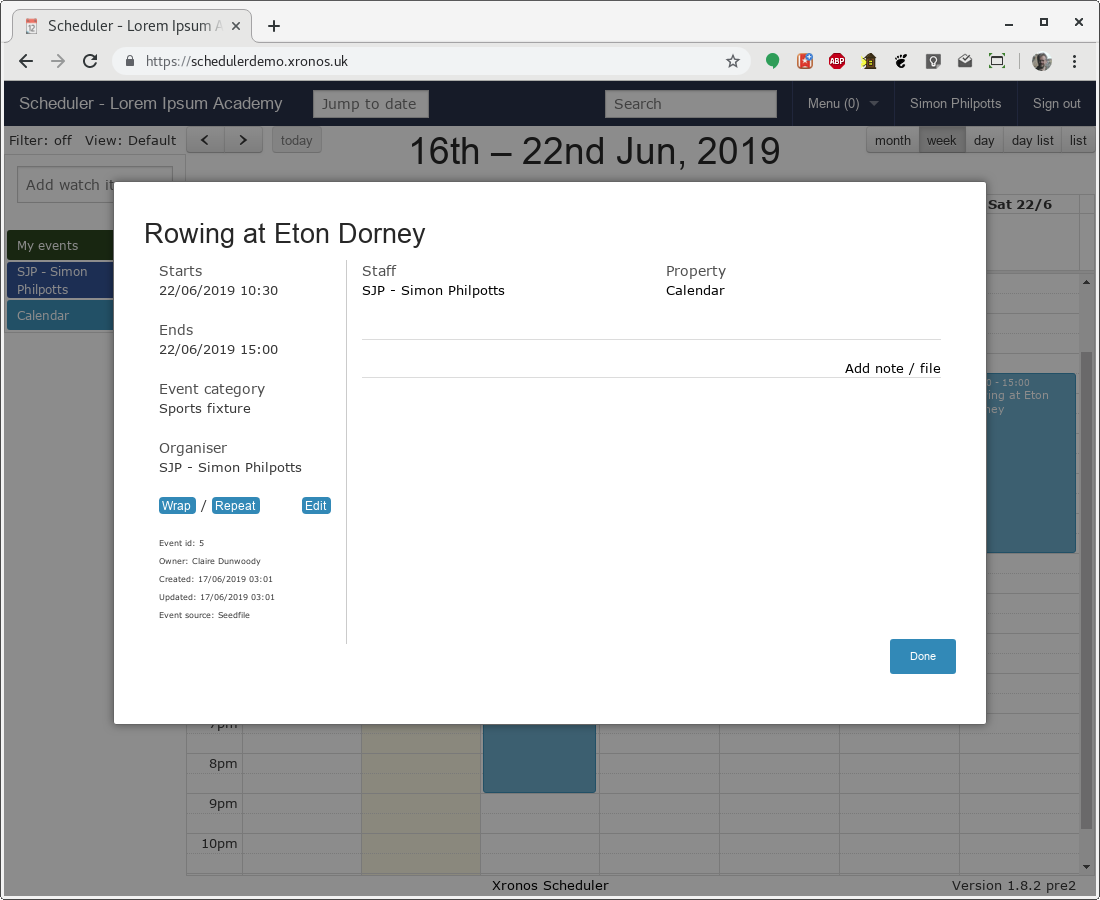 Scheduler - Lorem Ipsum A
https://schedulerdemo.xronos.uk
ABP
Scheduler - Lorem Ipsum Academy
Jump to date
Search
Menu (0)
Simon Philpotts
Sign out
Filter: off
View: Default
today
16th – 22nd Jun, 2019
month
week
day
day list
list
Add watch it
Sat 22/6
My events
SJP - Simon
Philpotts
Calendar
Rowing at Eton Dorney
Starts
22/06/2019 10:30
Ends
22/06/2019 15:00
Event category
Sports fixture
Organiser
SJP - Simon Philpotts
Wrap / Repeat
Edit
Event id: 5
Owner: Claire Dunwoody
Created: 17/06/2019 03:01
Updated: 17/06/2019 03:01
Event source: Seedfile
Staff
SJP - Simon Philpotts
Property
Calendar
Add note / file
Done
0 - 15:00
ing at Eton
ney
7pm
8pm
9pm
10pm
Xronos Scheduler
Version 1.8.2 pre2